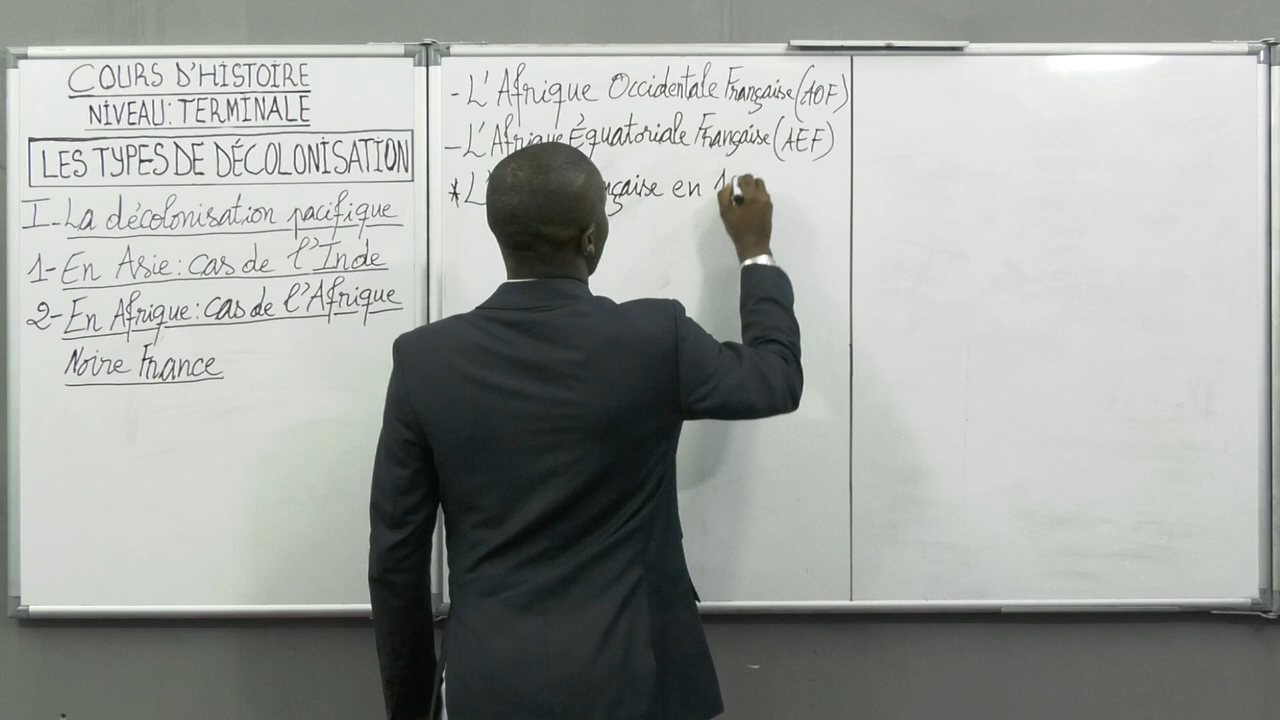 COURS D'HISTOIRE
NIVEAU: TERMINALE
LES TYPES DE DÉCOLONISATION
I- La décolonisation pacifique
1- En Asie: cas de l'Inde
2- En Afrique: cas de l'Afrique
Noire France
- L'Afrique Occidentale Française (AOF)
- L'Afrique Équatoriale Française (AEF)
* en 1